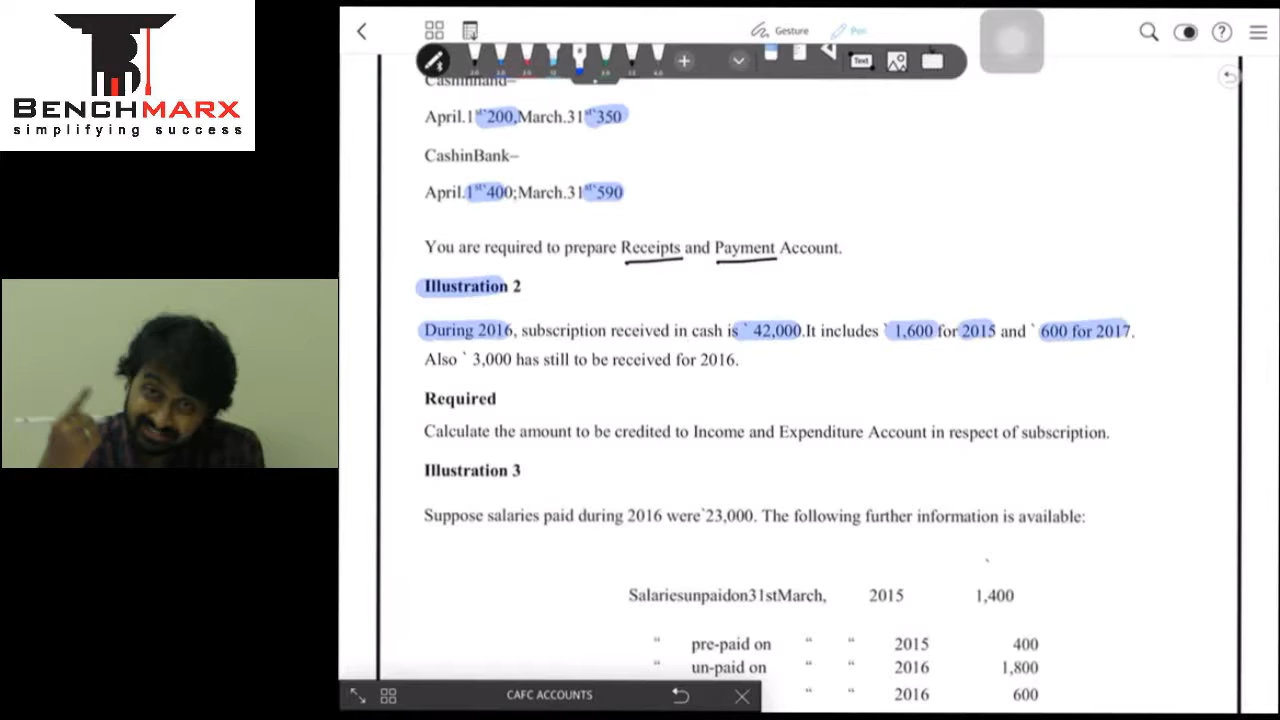 BENCHMARX
simplifying success
Gesture
Pen
Text
Cashinhand–
April.1st`200,March.31st`350
CashinBank–
April.1st`400;March.31st`590
You are required to prepare Receipts and Payment Account.
Illustration 2
During 2016, subscription received in cash is ` 42,000.It includes ` 1,600 for 2015 and ` 600 for 2017.
Also ` 3,000 has still to be received for 2016.
Required
Calculate the amount to be credited to Income and Expenditure Account in respect of subscription.
Illustration 3
Suppose salaries paid during 2016 were`23,000. The following further information is available:
`
Salariesunpaidon31stMarch, 2015 1,400
“ pre-paid on “ “ 2015 400
“ un-paid on “ “ 2016 1,800
“ “ 2016 600
CAFC ACCOUNTS